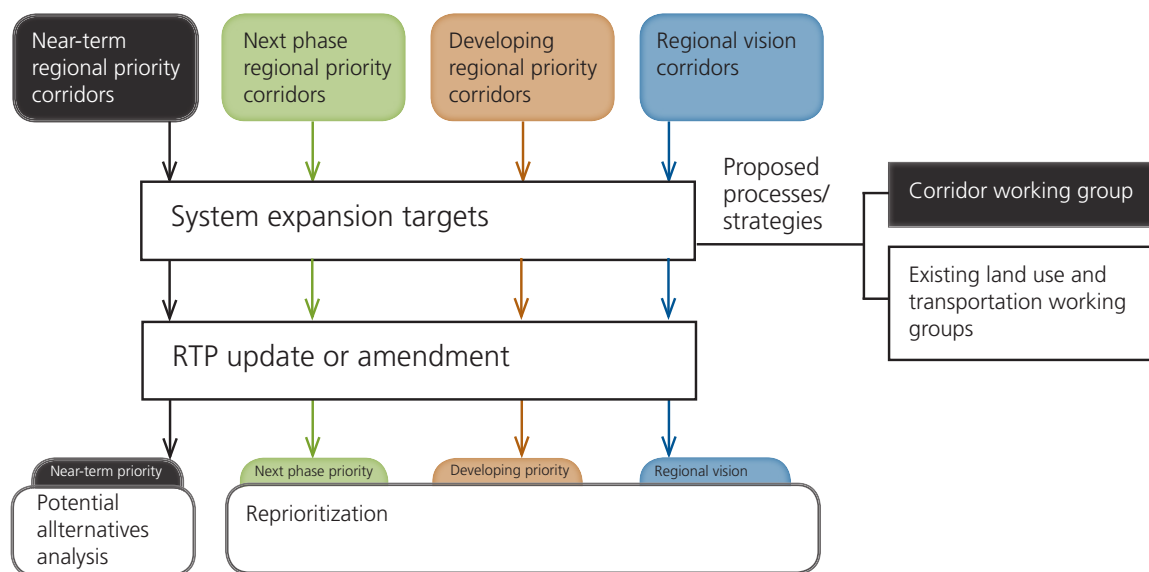 Near-term
regional priority
corridors
Next phase
regional priority
corridors
Developing
regional priority
corridors
Regional vision
corridors
System expansion targets
Proposed
processes/
strategies
Corridor working group
Existing land use and
transportation working
groups
RTP update or amendment
Near-term priority
Next phase priority
Developing priority
Regional vision
Potential
allternatives
analysis
Reprioritization